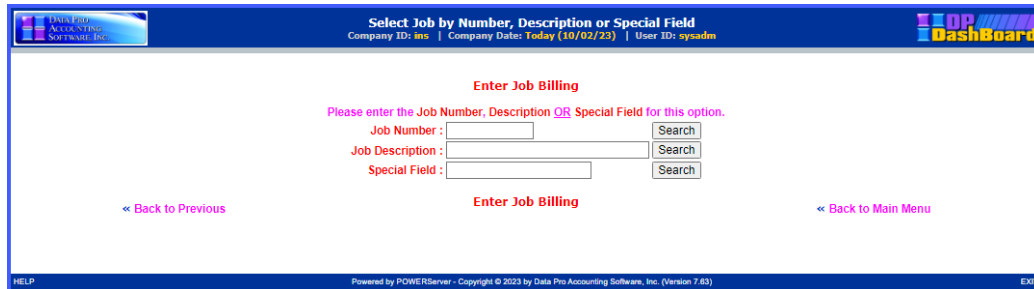 DATA PRO
ACCOUNTING
SOFTWARE, INC.
Select Job by Number, Description or Special Field
Company ID: ins | Company Date: Today (10/02/23) | User ID: sysadm
DP
DashBoard
Enter Job Billing
Please enter the Job Number, Description OR Special Field for this option.
Job Number : Search
Job Description : Search
Special Field : Search
« Back to Previous
Enter Job Billing
« Back to Main Menu
HELP
Powered by POWERServer - Copyright © 2023 by Data Pro Accounting Software, Inc. (Version 7.63)
EXI